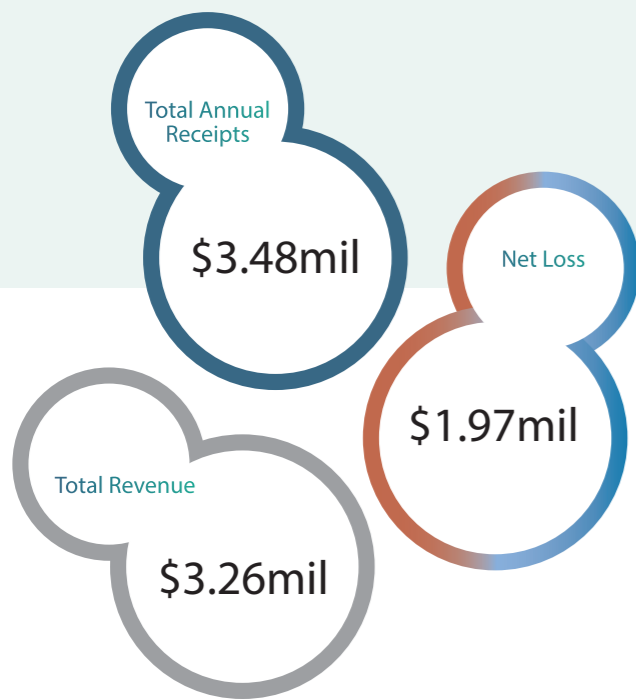 Total Annual
Receipts
$3.48mil
Net Loss
$1.97mil
Total Revenue
$3.26mil